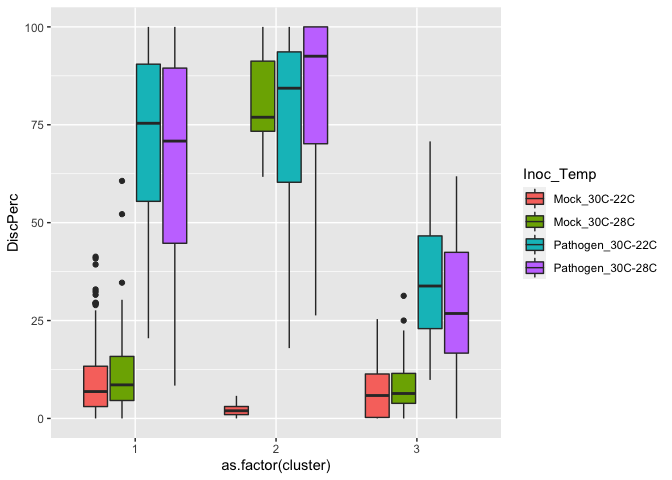 100
75
50
25
0
DiscPerc
1 2 3
as.factor(cluster)
Inoc_Temp
Mock_30C-22C
Mock_30C-28C
Pathogen_30C-22C
Pathogen_30C-28C